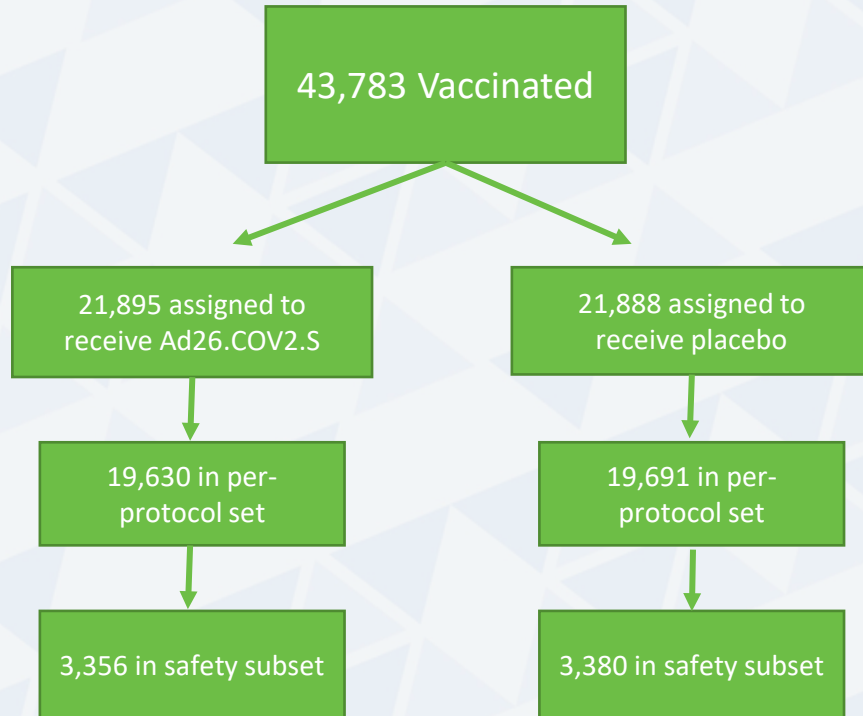 43,783 Vaccinated
21,895 assigned to
receive Ad26.COV2.S
21,888 assigned to
receive placebo
19,630 in per-
protocol set
19,691 in per-
protocol set
3,356 in safety subset
3,380 in safety subset